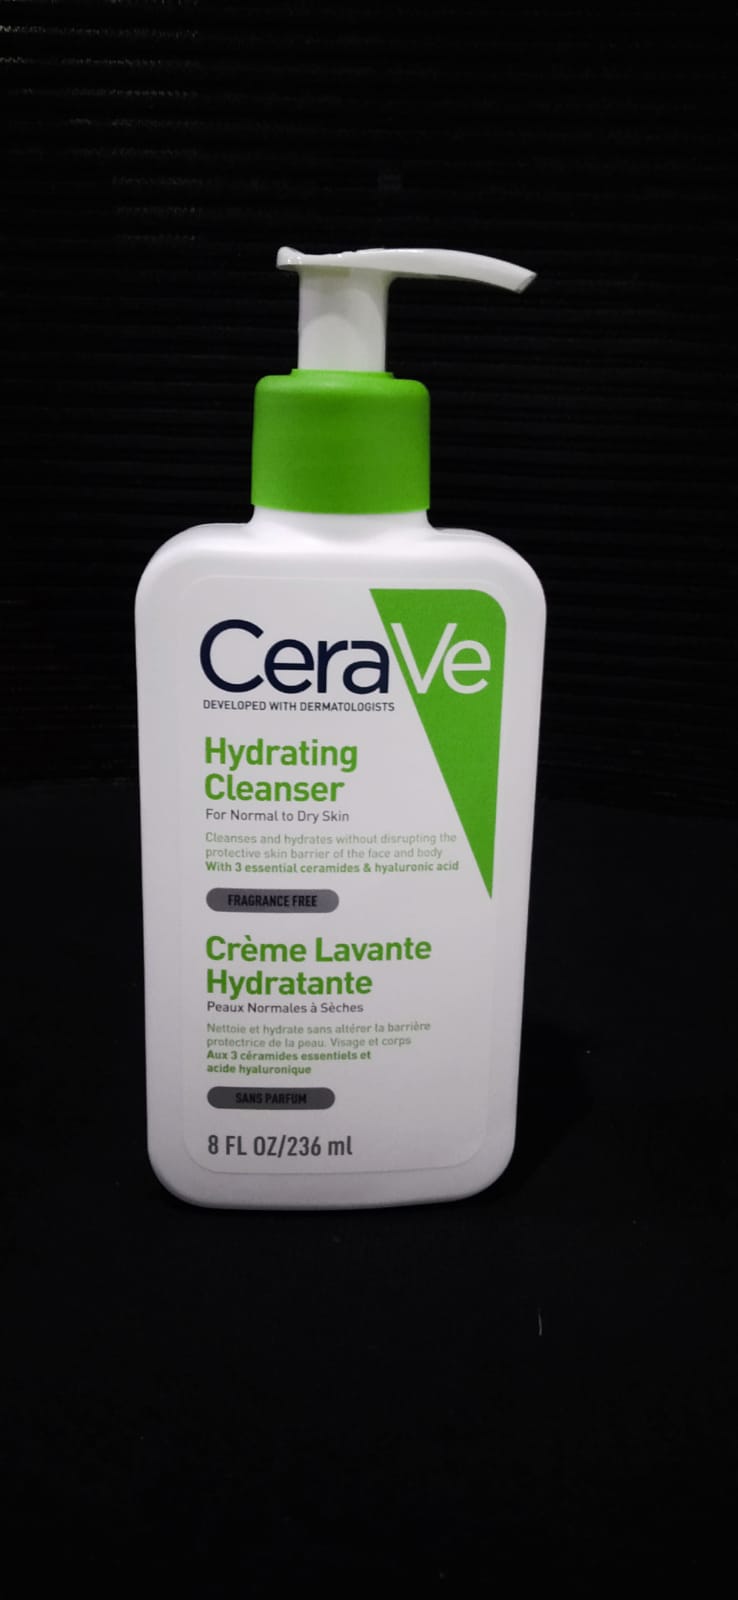 CeraVe
DEVELOPED WITH DERMATOLOGISTS
Hydrating
Cleanser
For Normal to Dry Skin
Cleanses and hydrates without disrupting the
protective skin barrier of the face and body
With 3 essential ceramides & hyaluronic acid
FRAGRANCE FREE
Crème Lavante
Hydratante
Peaux Normales à Sèches
Nettoie et hydrate sans altérer la barrière
protectrice de la peau. Visage et corps
Aux 3 céramides essentiels et
acide hyaluronique
SANS PARFUM
8 FL OZ/236 ml